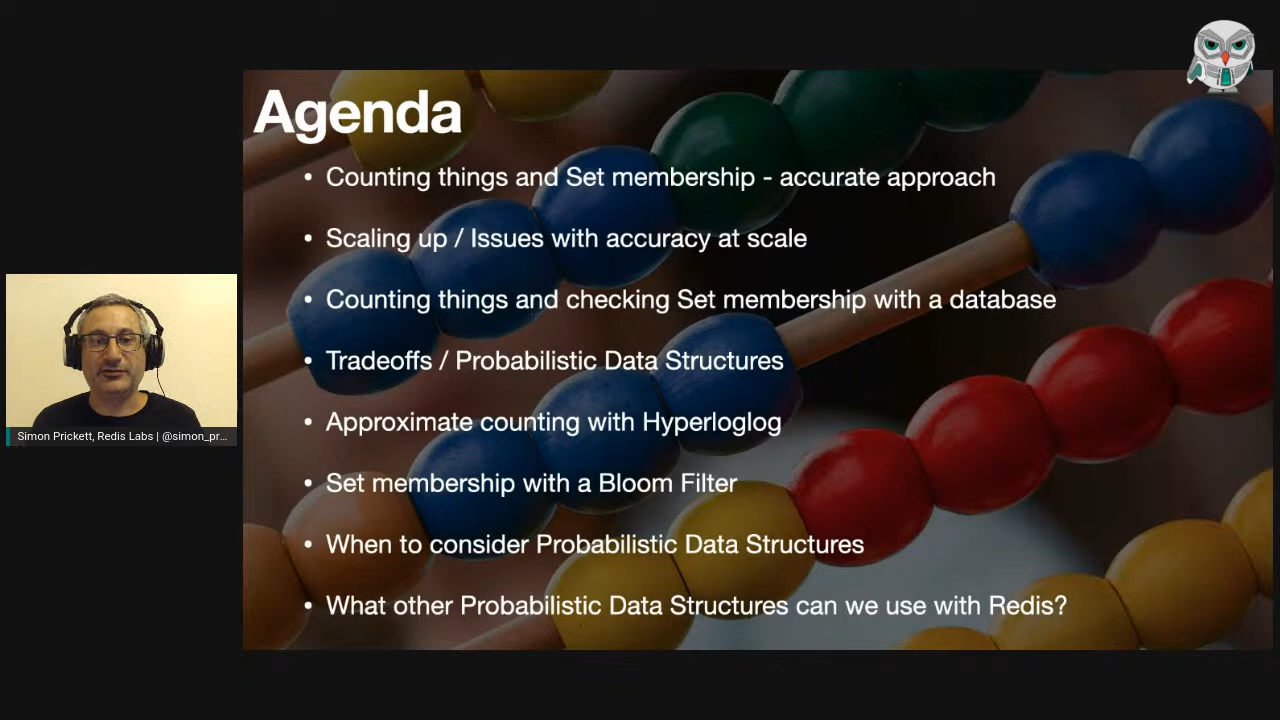 Agenda
• Counting things and Set membership - accurate approach
• Scaling up / Issues with accuracy at scale
• Counting things and checking Set membership with a database
• Tradeoffs / Probabilistic Data Structures
• Approximate counting with Hyperloglog
• Set membership with a Bloom Filter
• When to consider Probabilistic Data Structures
• What other Probabilistic Data Structures can we use with Redis?
Simon Prickett, Redis Labs | @simon_pr...